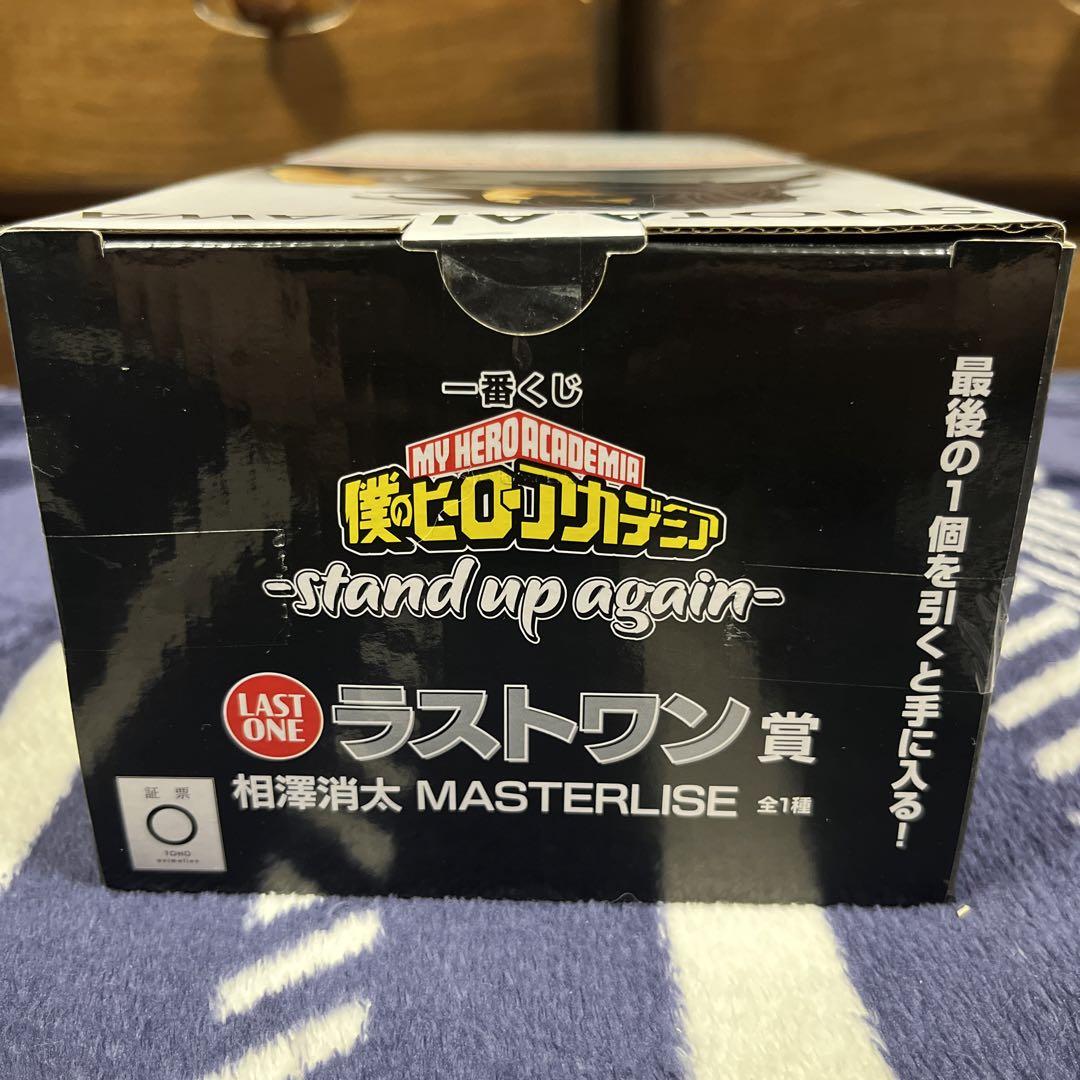 SHOTA AIZAWA
一番くじ
MY HERO ACADEMIA
僕のヒーローアカデミア
-stand up again-
LAST
ONE
ラストワン賞
相澤消太 MASTERLISE 全1種
最後の1個を引くと手に入る!
証票
TOHO
animation